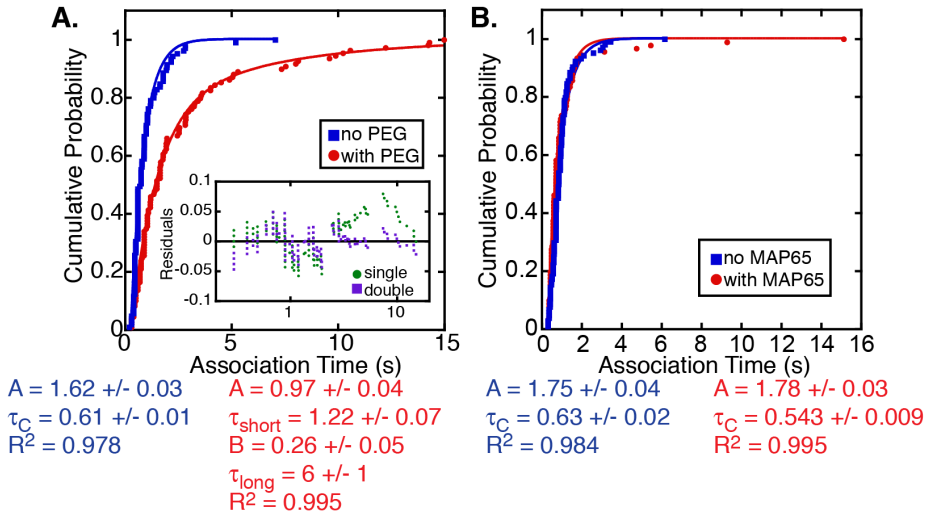 A.
Cumulative Probability
1
0.8
0.6
0.4
0.2
0
no PEG
with PEG
Residuals
0.1
0.05
0
-0.05
-0.1
single
double
1
10
0
5
10
15
Association Time (s)
A = 1.62 +/- 0.03
τC = 0.61 +/- 0.01
R2 = 0.978
A = 0.97 +/- 0.04
τshort = 1.22 +/- 0.07
B = 0.26 +/- 0.05
τlong = 6 +/- 1
R2 = 0.995
B.
Cumulative Probability
1
0.8
0.6
0.4
0.2
0
no MAP65
with MAP65
0
2
4
6
8
10
12
14
16
Association Time (s)
A = 1.75 +/- 0.04
τC = 0.63 +/- 0.02
R2 = 0.984
A = 1.78 +/- 0.03
τC = 0.543 +/- 0.009
R2 = 0.995